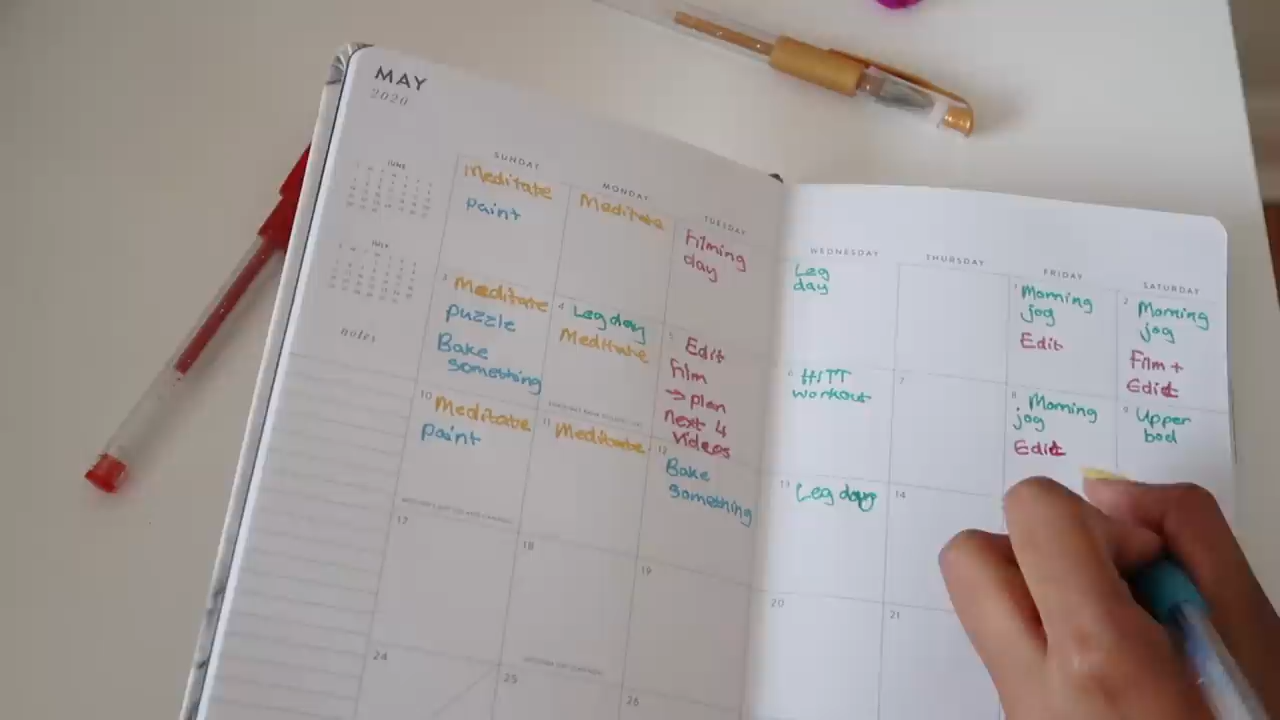 MAY
2020
JUNE
JULY
notes
SUNDAY
MONDAY
TUESDAY
WEDNESDAY
THURSDAY
FRIDAY
SATURDAY
Meditate
paint
Meditate
Filming
day
Leg
day
1
Morning
jog
Edit
2
Morning
jog
Film +
Edit
3
Meditate
puzzle
Bake
something
4
Leg day
Meditate
5
Edit
Film
→ plan
next 4
videos
6
HIIT
workout
7
8
Morning
jog
Edit
9
Upper
bod
10
Meditate
paint
11
Meditate
12
Bake
something
13
Leg day
14
17
18
19
20
21
24
25
26